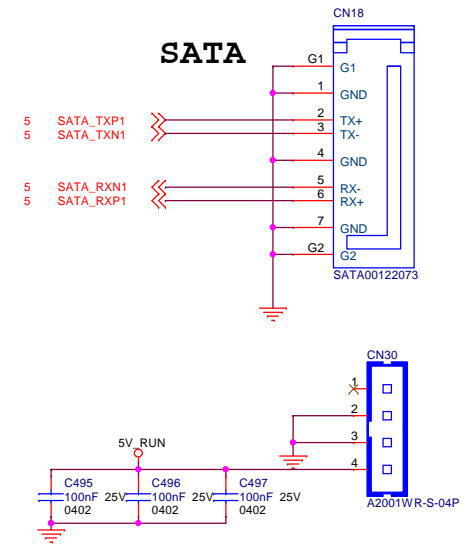 CN18
SATA
G1 G1
1 GND
5 SATA_TXP1 2 TX+
5 SATA_TXN1 3 TX-
4 GND
5 SATA_RXN1 5 RX-
5 SATA_RXP1 6 RX+
7 GND
G2 G2
SATA00122073
CN30
1
2
5V_RUN
3
4
C495 C496 C497
100nF 25V 100nF 25V 100nF 25V
0402 0402 0402
A2001WR-S-04P